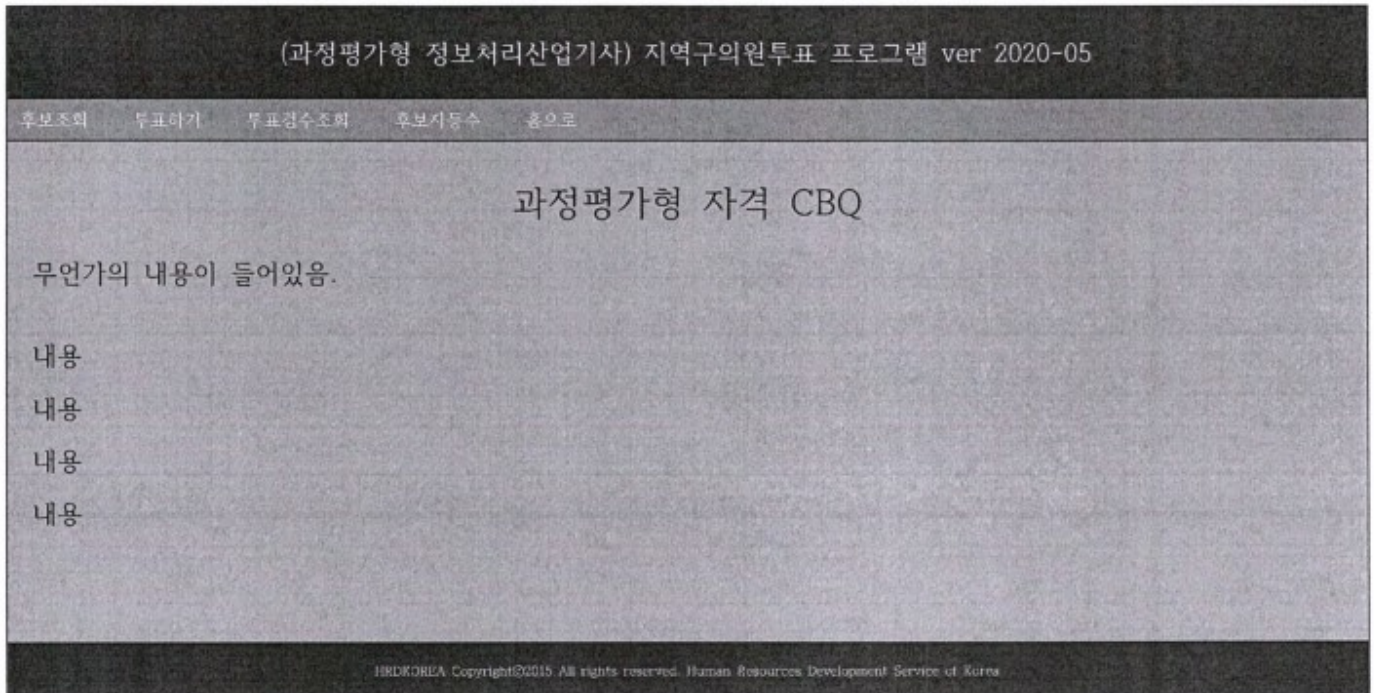 (과정평가형 정보처리산업기사) 지역구의원투표 프로그램 ver 2020-05
후보조회 투표하기 투표검수조회 후보자등수 홈으로
과정평가형 자격 CBQ
무언가의 내용이 들어있음.
내용
내용
내용
내용
HRDKOREA Copyright©2015 All rights reserved. Human Resources Development Service of Korea